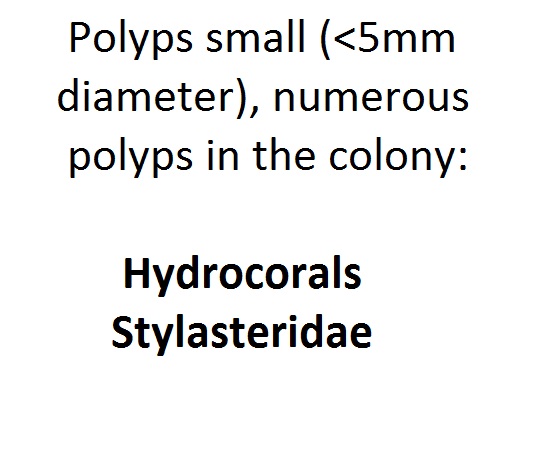 Polyps small (<5mm
diameter), numerous
polyps in the colony:
Hydrocorals
Stylasteridae